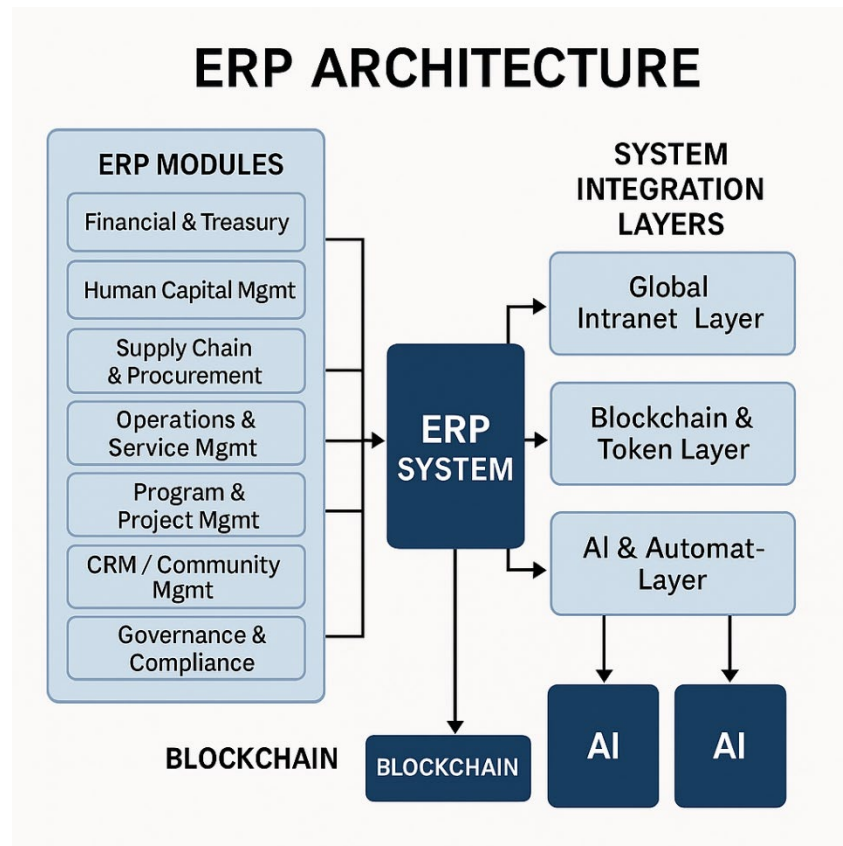 ERP ARCHITECTURE
ERP MODULES
Financial & Treasury
Human Capital Mgmt
Supply Chain
& Procurement
Operations &
Service Mgmt
Program &
Project Mgmt
CRM / Community
Mgmt
Governance &
Compliance
ERP
SYSTEM
SYSTEM
INTEGRATION
LAYERS
Global
Intranet Layer
Blockchain &
Token Layer
AI & Automat-
Layer
BLOCKCHAIN
BLOCKCHAIN
AI
AI